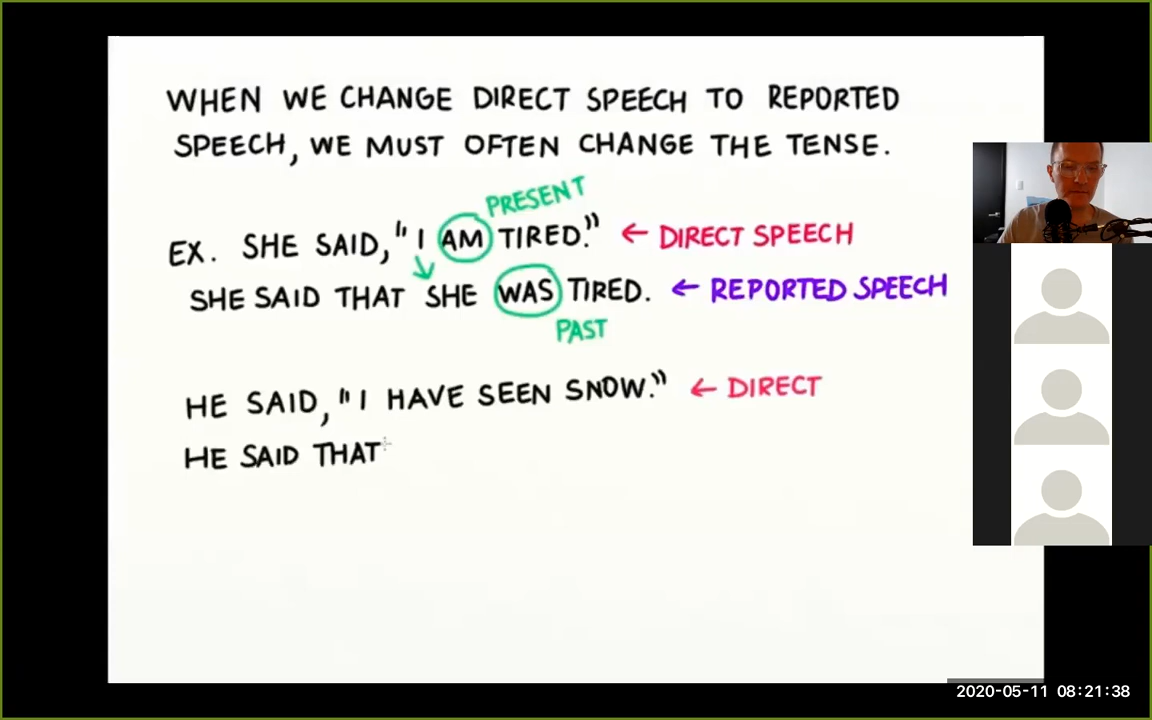 WHEN WE CHANGE DIRECT SPEECH TO REPORTED
SPEECH, WE MUST OFTEN CHANGE THE TENSE.
PRESENT
EX. SHE SAID, "I AM TIRED." ← DIRECT SPEECH
SHE SAID THAT SHE WAS TIRED. ← REPORTED SPEECH
PAST
HE SAID, "I HAVE SEEN SNOW." ← DIRECT
HE SAID THAT
2020-05-11 08:21:38